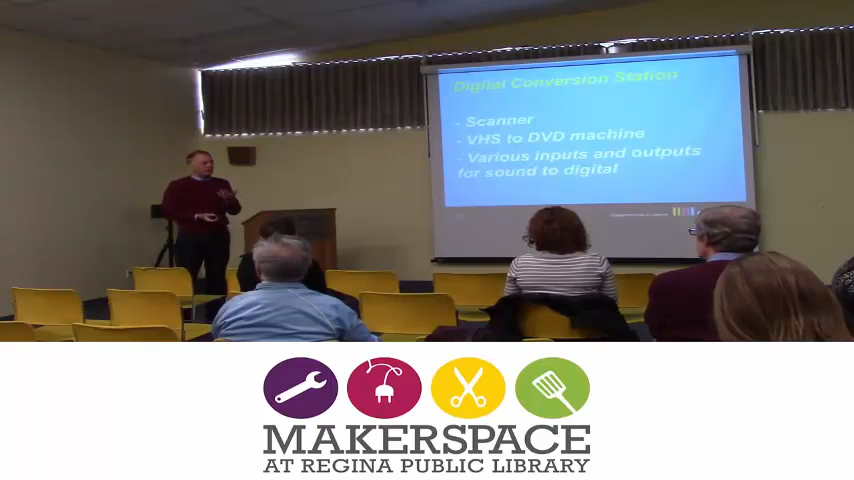 Digital Conversion Station
- Scanner
- VHS to DVD machine
- Various inputs and outputs
for sound to digital
MAKERSPACE
AT REGINA PUBLIC LIBRARY